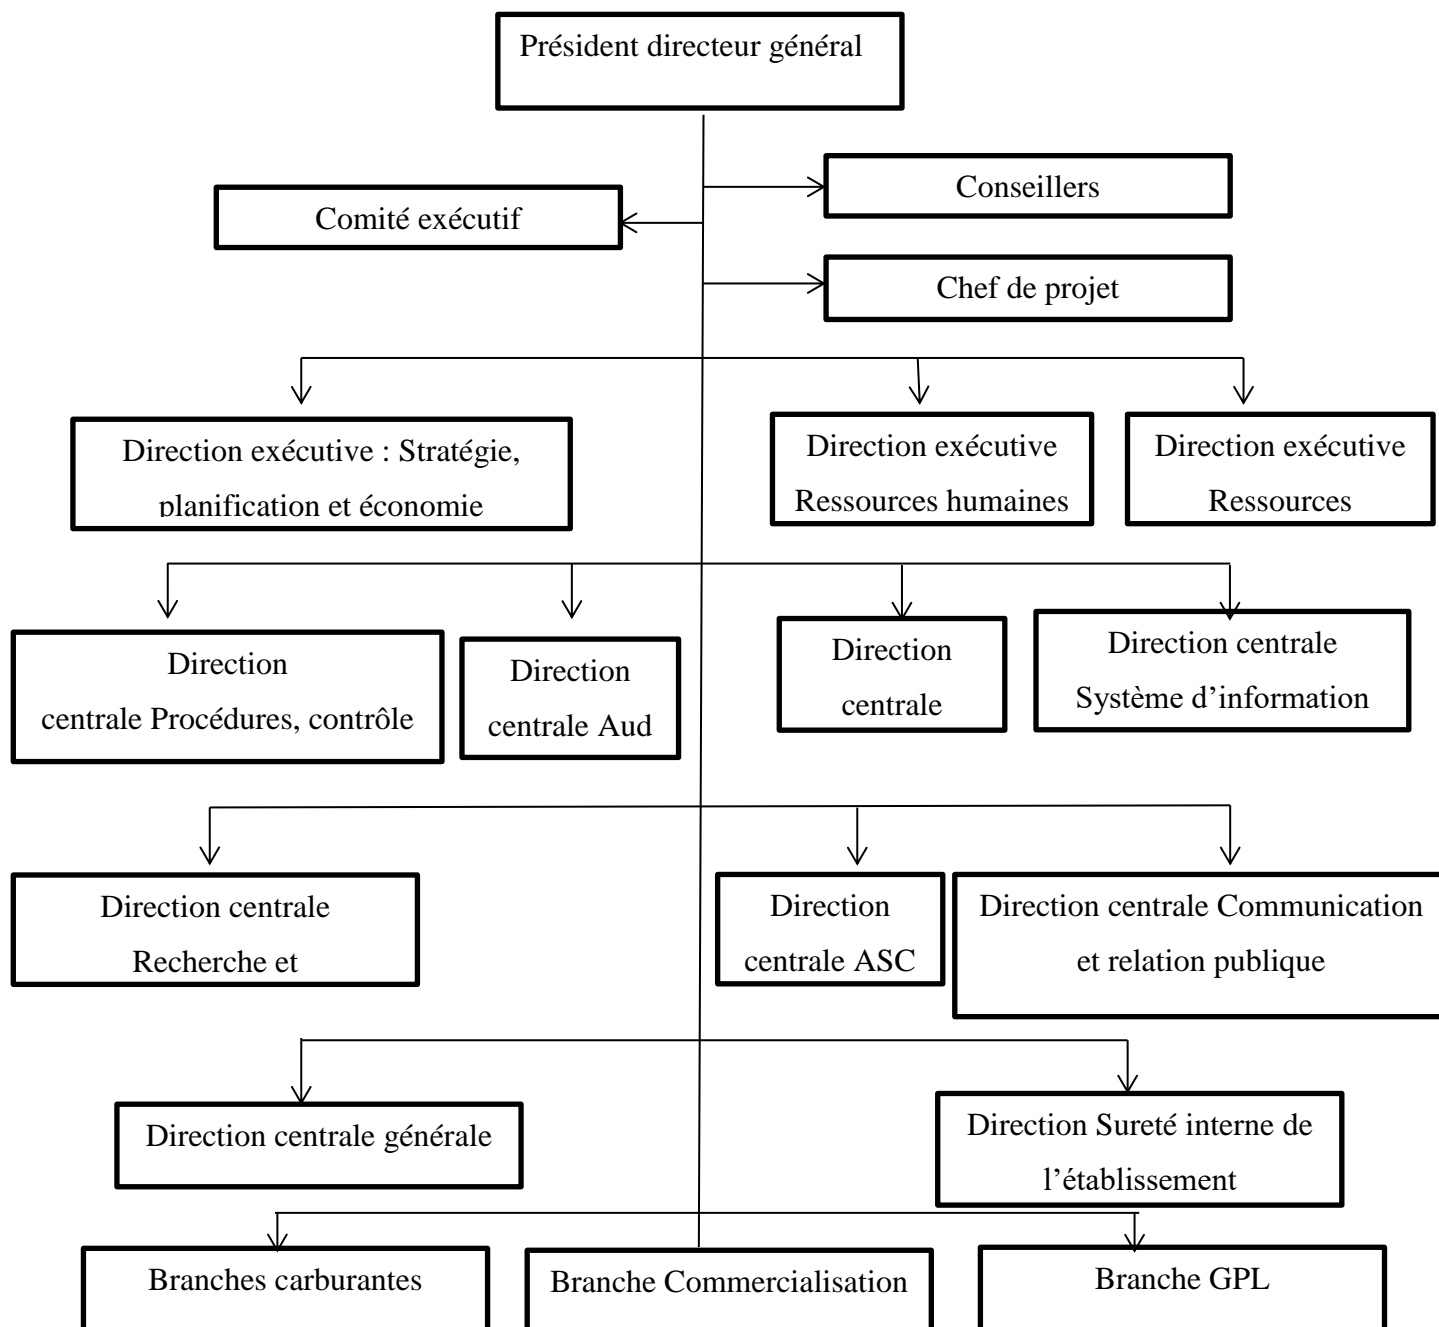 Président directeur général
Conseillers
Comité exécutif
Chef de projet
Direction exécutive : Stratégie,
planification et économie
Direction exécutive
Ressources humaines
Direction exécutive
Ressources
Direction
centrale Procédures, contrôle
Direction
centrale Aud
Direction
centrale
Direction centrale
Système d’information
Direction centrale
Recherche et
Direction
centrale ASC
Direction centrale Communication
et relation publique
Direction centrale générale
Direction Sureté interne de
l’établissement
Branches carburantes
Branche Commercialisation
Branche GPL